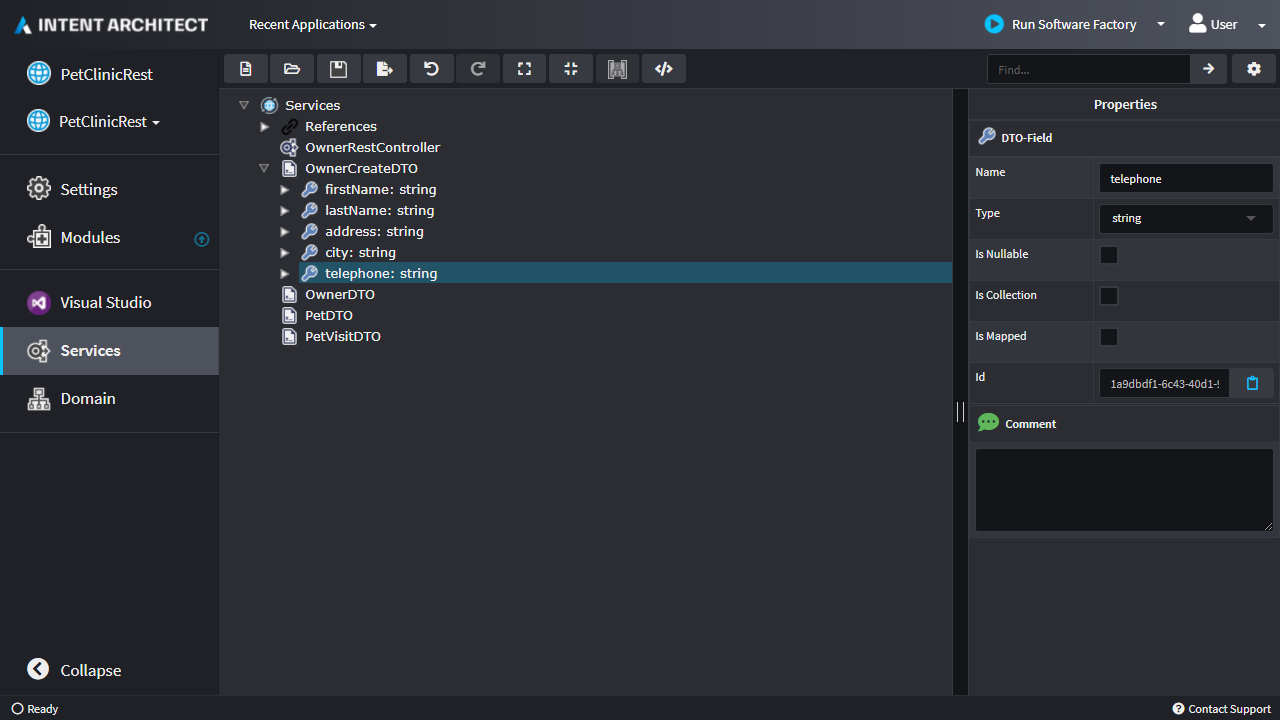 INTENT ARCHITECT
Recent Applications
Run Software Factory
User
PetClinicRest
PetClinicRest
Settings
Modules
Visual Studio
Services
Domain
Collapse
Find...
Services
References
OwnerRestController
OwnerCreateDTO
firstName: string
lastName: string
address: string
city: string
telephone: string
OwnerDTO
PetDTO
PetVisitDTO
Properties
DTO-Field
Name
telephone
Type
string
Is Nullable
Is Collection
Is Mapped
Id
1a9dbdf1-6c43-40d1-
Comment
Ready
Contact Support